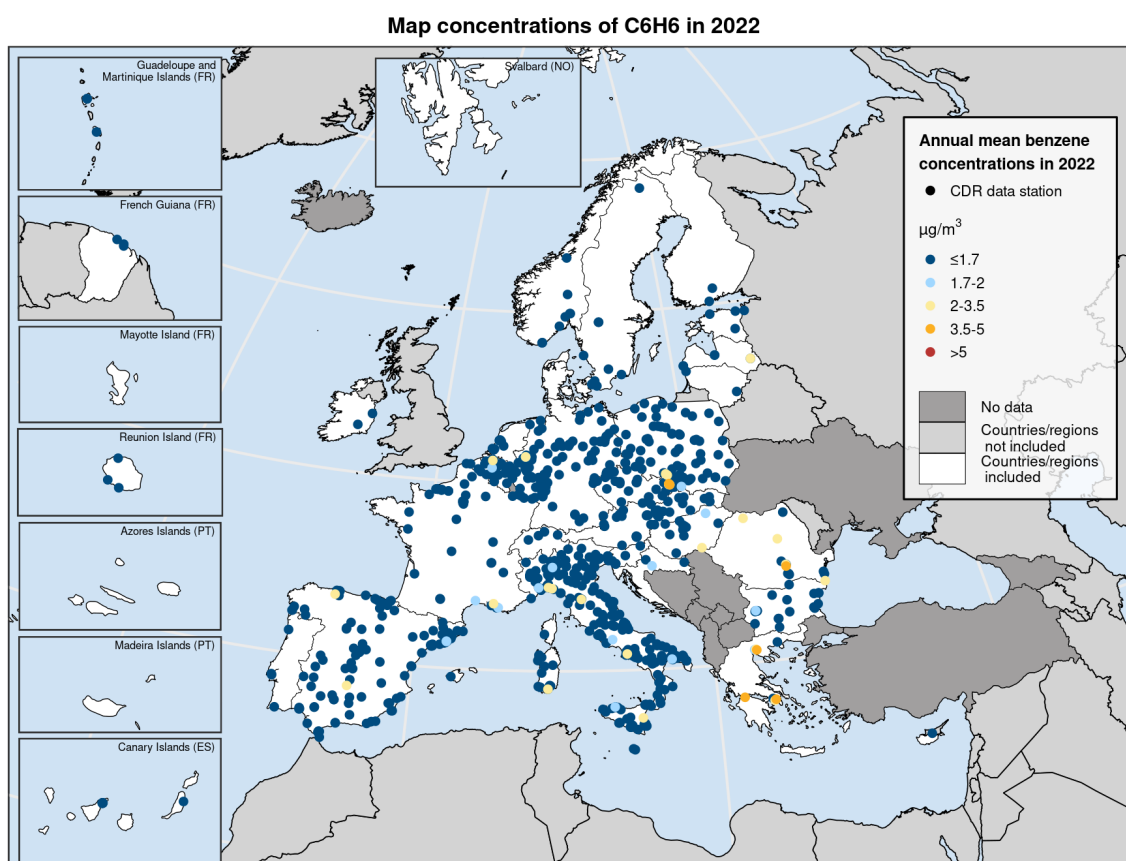 Map concentrations of C6H6 in 2022
Guadeloupe and
Martinique Islands (FR)
Svalbard (NO)
French Guiana (FR)
Mayotte Island (FR)
Reunion Island (FR)
Azores Islands (PT)
Madeira Islands (PT)
Canary Islands (ES)
Annual mean benzene
concentrations in 2022
CDR data station
µg/m³
≤1.7
1.7-2
2-3.5
3.5-5
>5
No data
Countries/regions
not included
Countries/regions
included